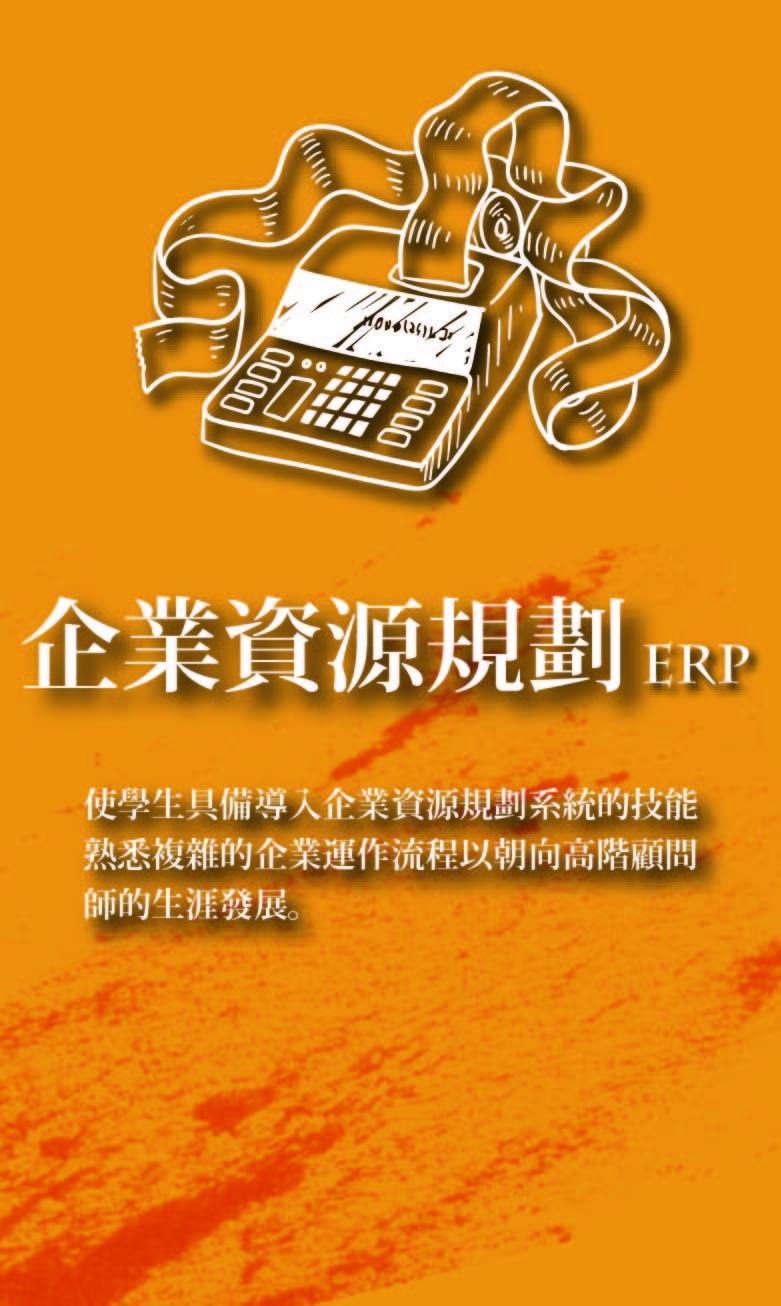 企業資源規劃 ERP
使學生具備導入企業資源規劃系統的技能
熟悉複雜的企業運作流程以朝向高階顧問
師的生涯發展。